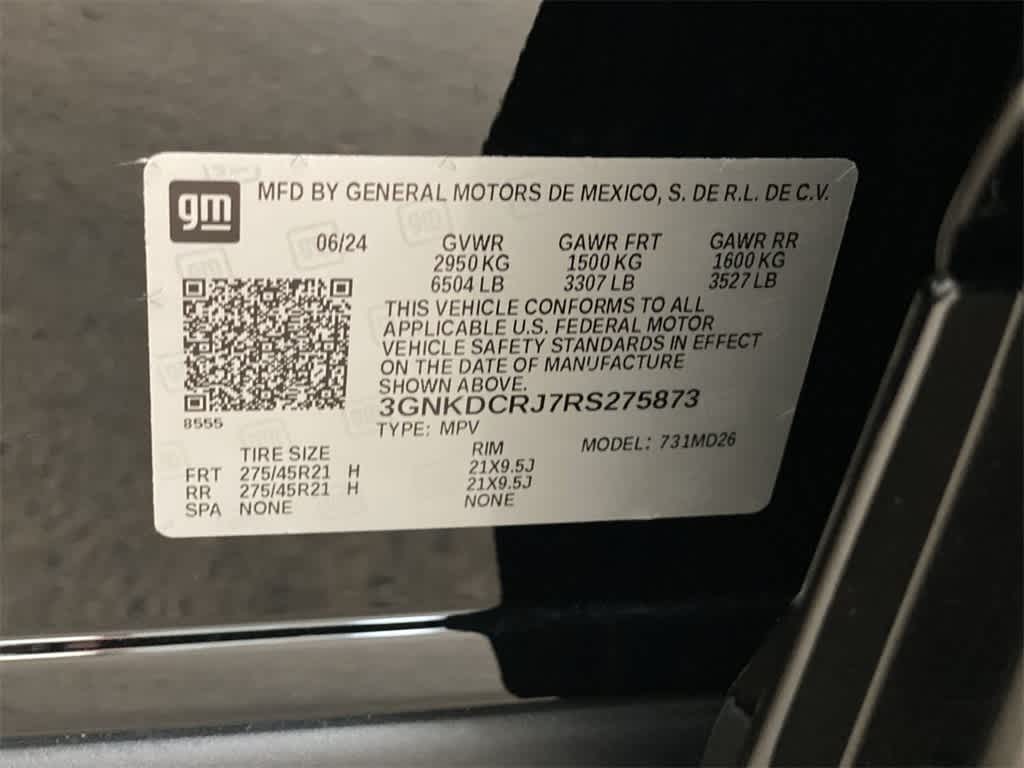 gm MFD BY GENERAL MOTORS DE MEXICO, S. DE R.L. DE C.V.
06/24 GVWR GAWR FRT GAWR RR
2950 KG 1500 KG 1600 KG
6504 LB 3307 LB 3527 LB
THIS VEHICLE CONFORMS TO ALL
APPLICABLE U.S. FEDERAL MOTOR
VEHICLE SAFETY STANDARDS IN EFFECT
ON THE DATE OF MANUFACTURE
SHOWN ABOVE.
3GNKDCRJ7RS275873
8555
TYPE: MPV MODEL: 731MD26
TIRE SIZE RIM
FRT 275/45R21 H 21X9.5J
RR 275/45R21 H 21X9.5J
SPA NONE NONE